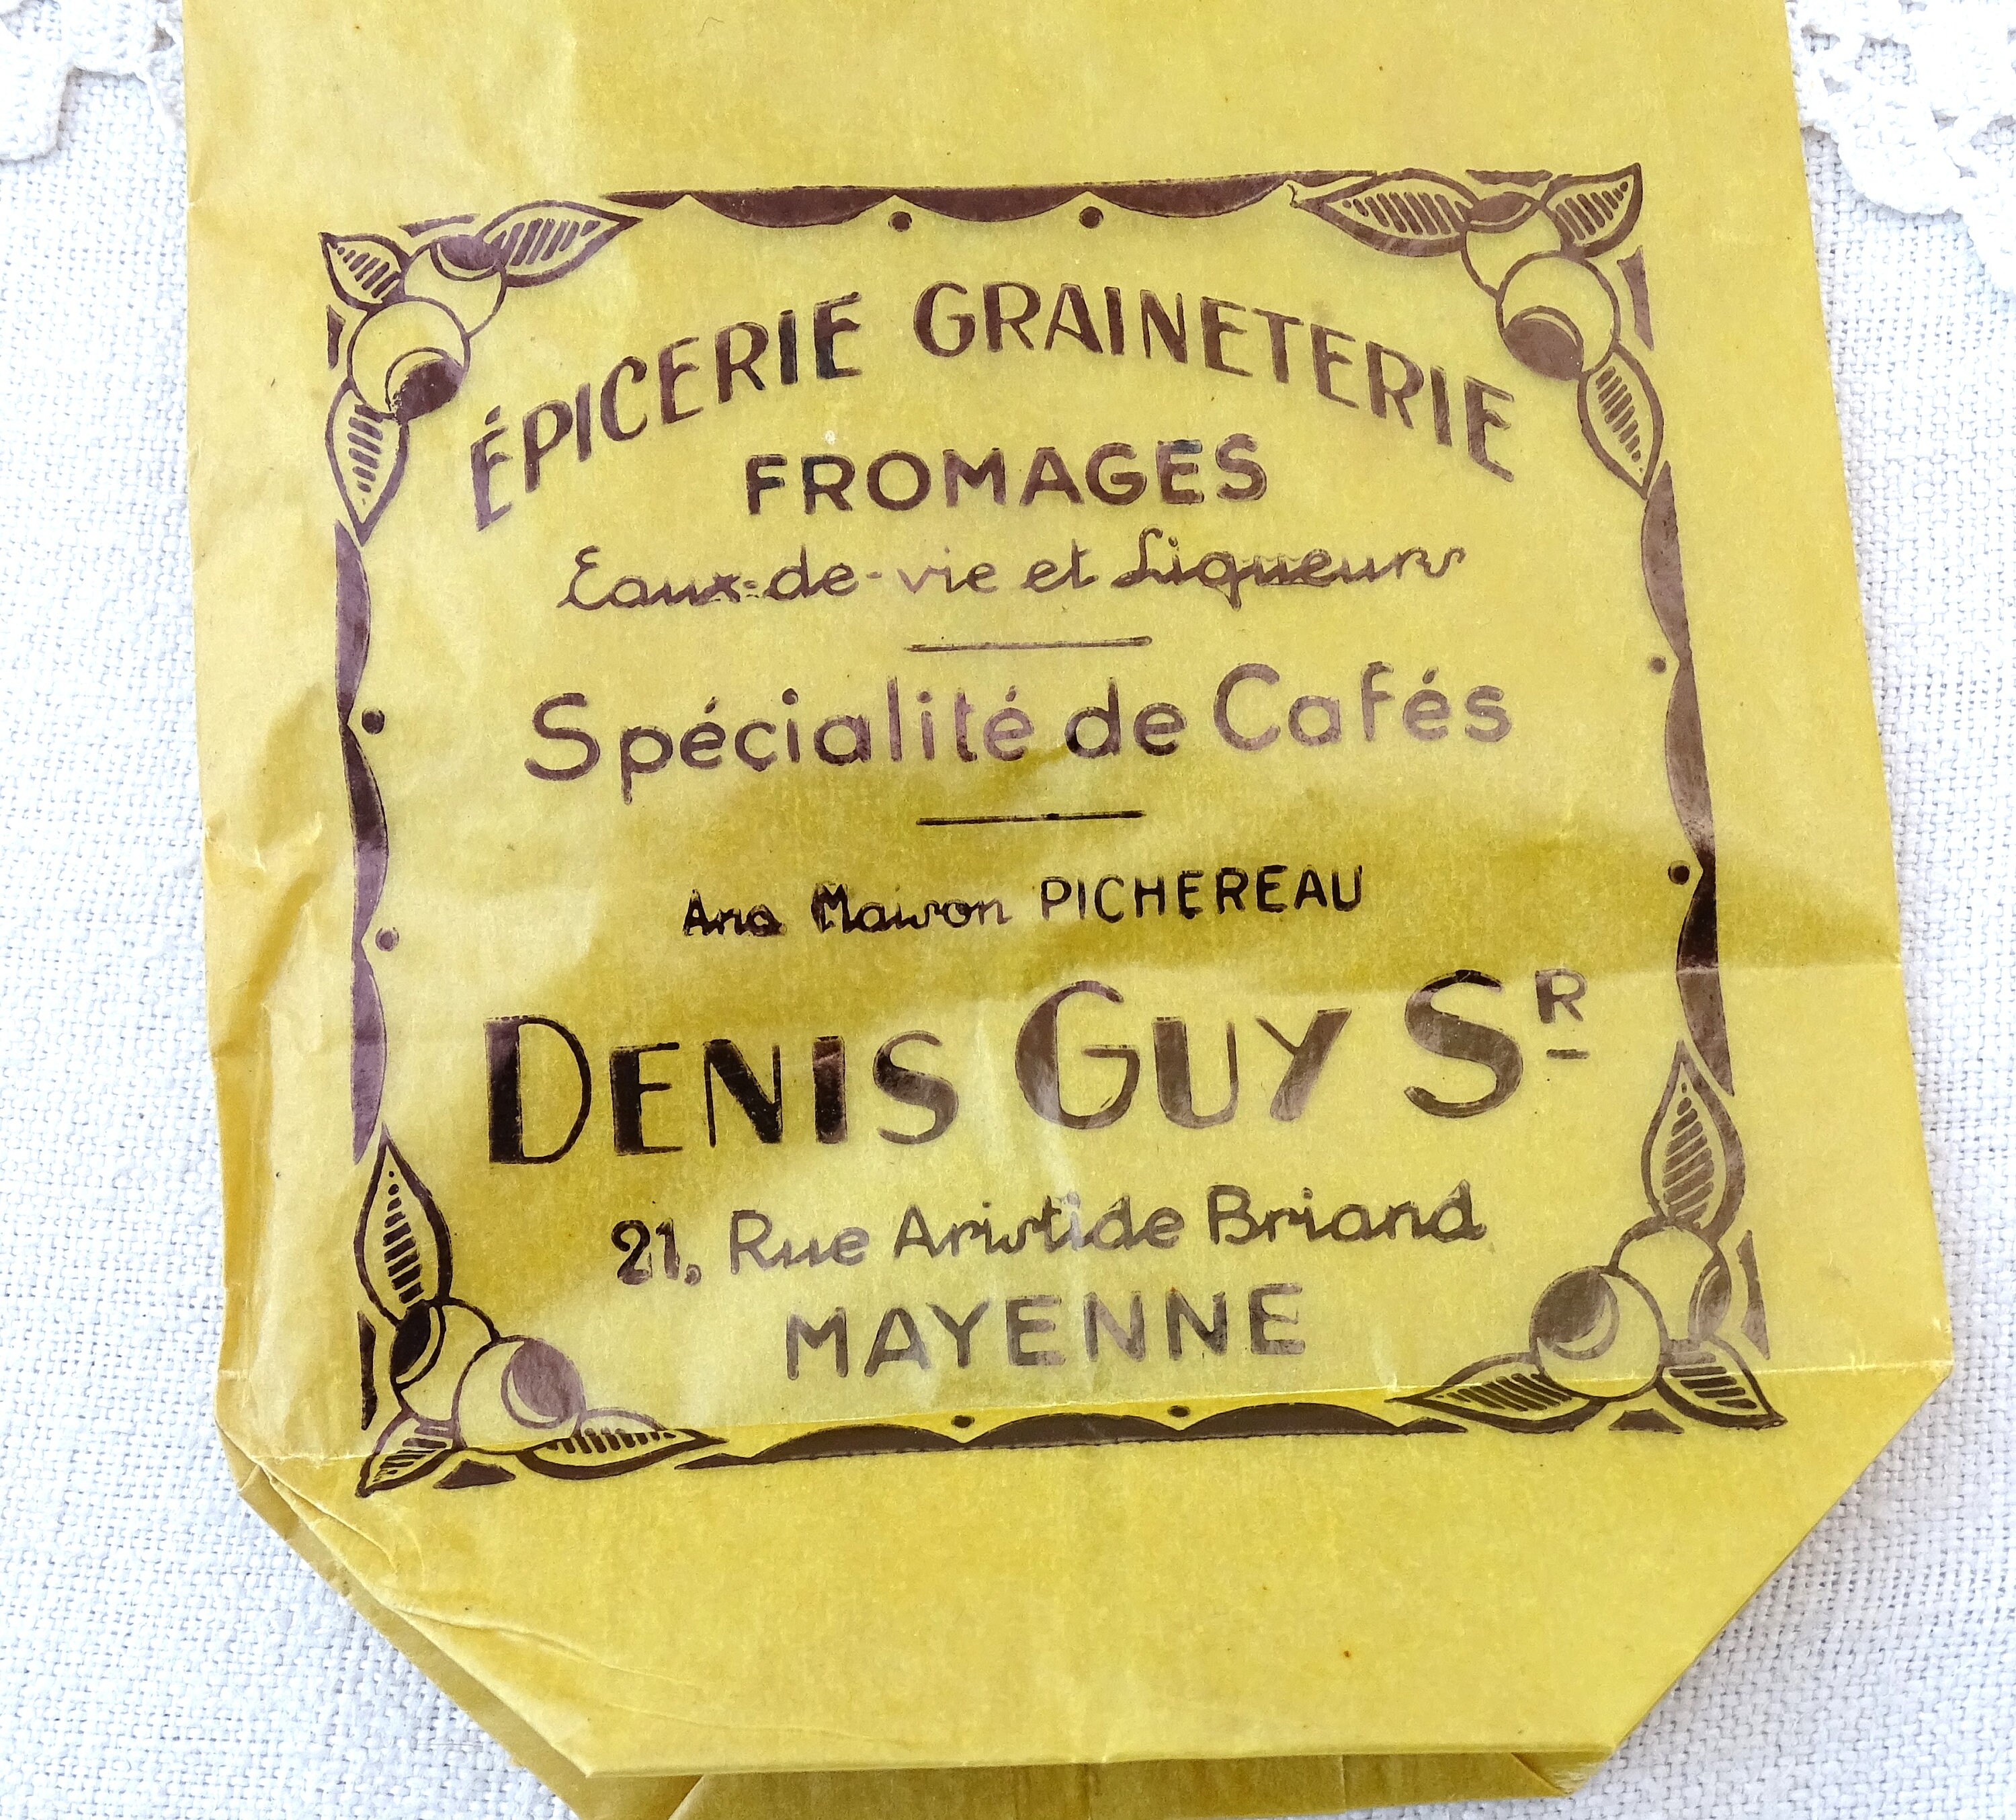 ÉPICERIE GRAINETERIE
FROMAGES
Eaux-de-vie et Liqueurs
Spécialité de Cafés
Anc Maison PICHEREAU
DENIS GUY SR
21, Rue Aristide Briand
MAYENNE